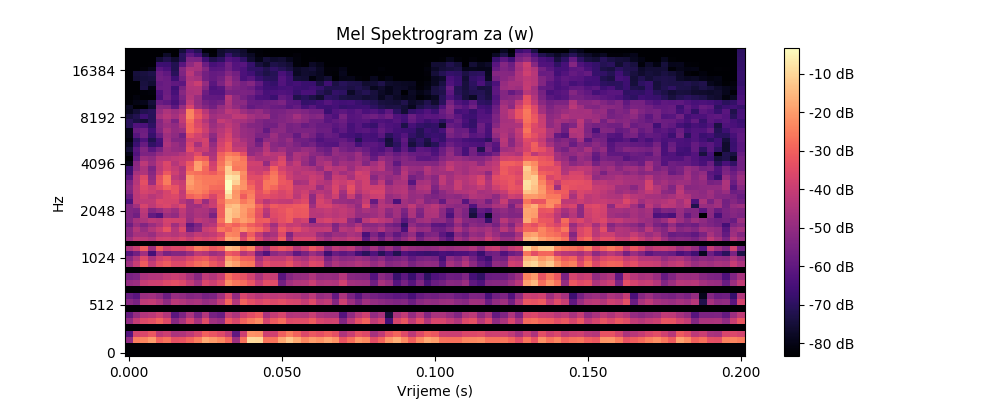 Mel Spektrogram za (w)
16384
8192
4096
2048
1024
512
0
Hz
0.000 0.050 0.100 0.150 0.200
Vrijeme (s)
-10 dB
-20 dB
-30 dB
-40 dB
-50 dB
-60 dB
-70 dB
-80 dB